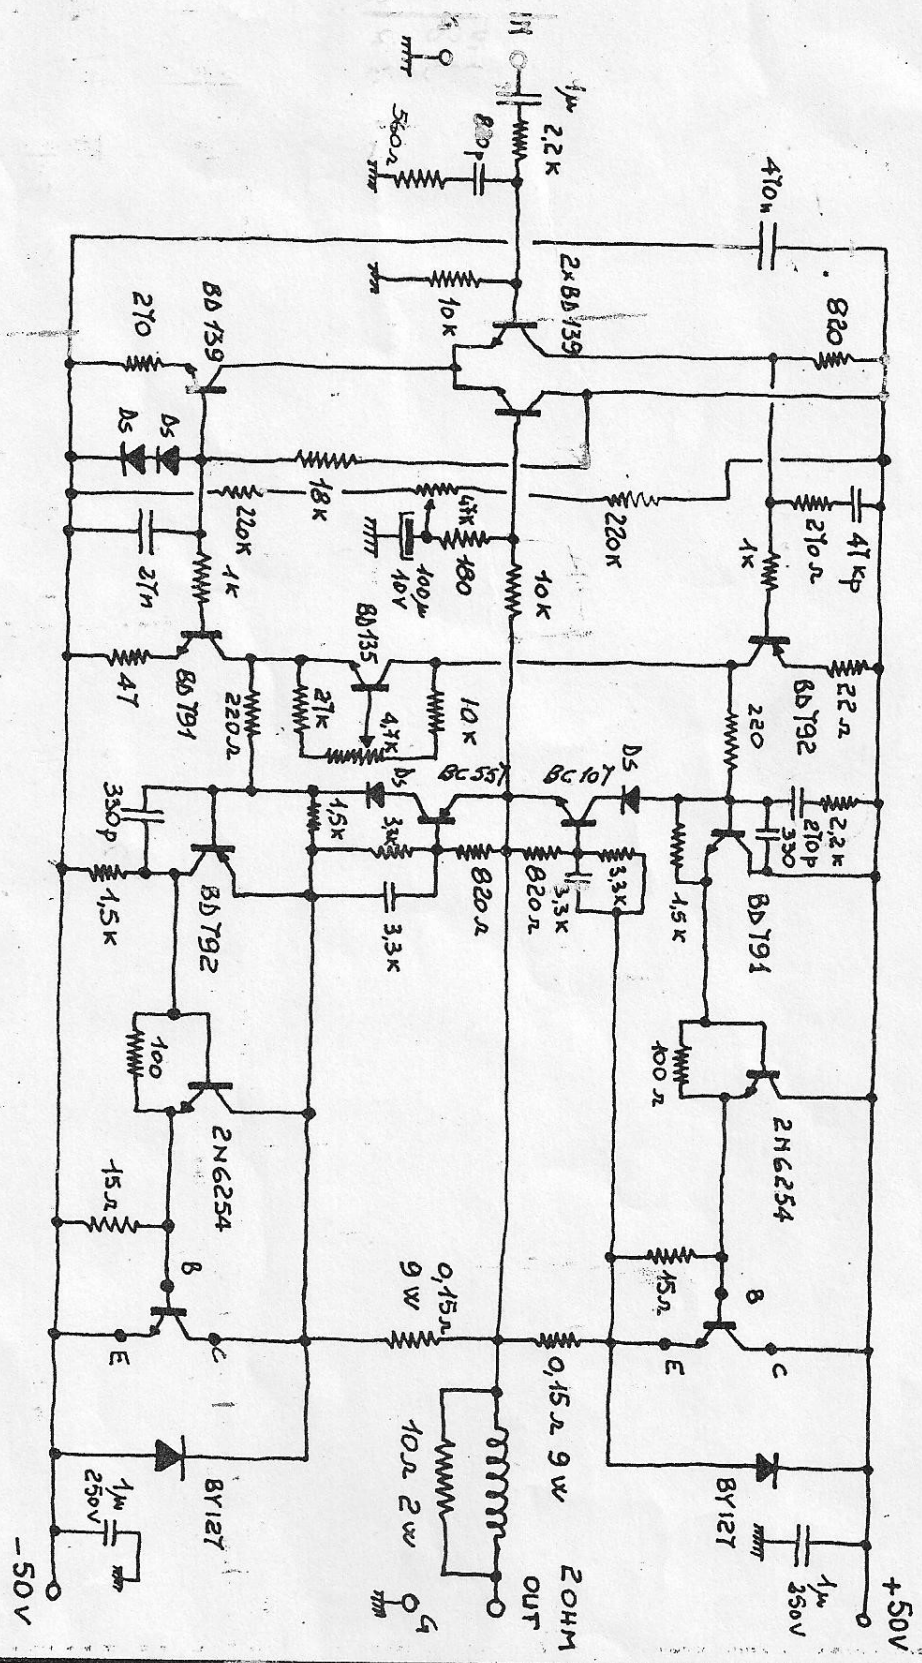 IN
1µ
2,2K
820p
560Ω
470n
10K
2xBD139
820
BD139
270
DS
DS
18K
220K
47K
220K
180
100µ
10V
27n
1K
10K
1K
270Ω
47Kp
BD792
22Ω
BD791
47
BD135
10K
27K
4,7K
220Ω
220
DS
BC557
BC107
DS
2,2K
270p
330
330p
1,5K
3,3K
3,3K
1,5K
820Ω
820Ω
3,3K
3,3K
1,5K
BD791
BD792
100
100Ω
2N6254
2N6254
15Ω
15Ω
B
B
E
C
E
C
0,15Ω
9W
0,15Ω 9W
10Ω 2W
BY127
BY127
1µ
250V
1µ
250V
2 OHM
OUT
G
-50V
+50V